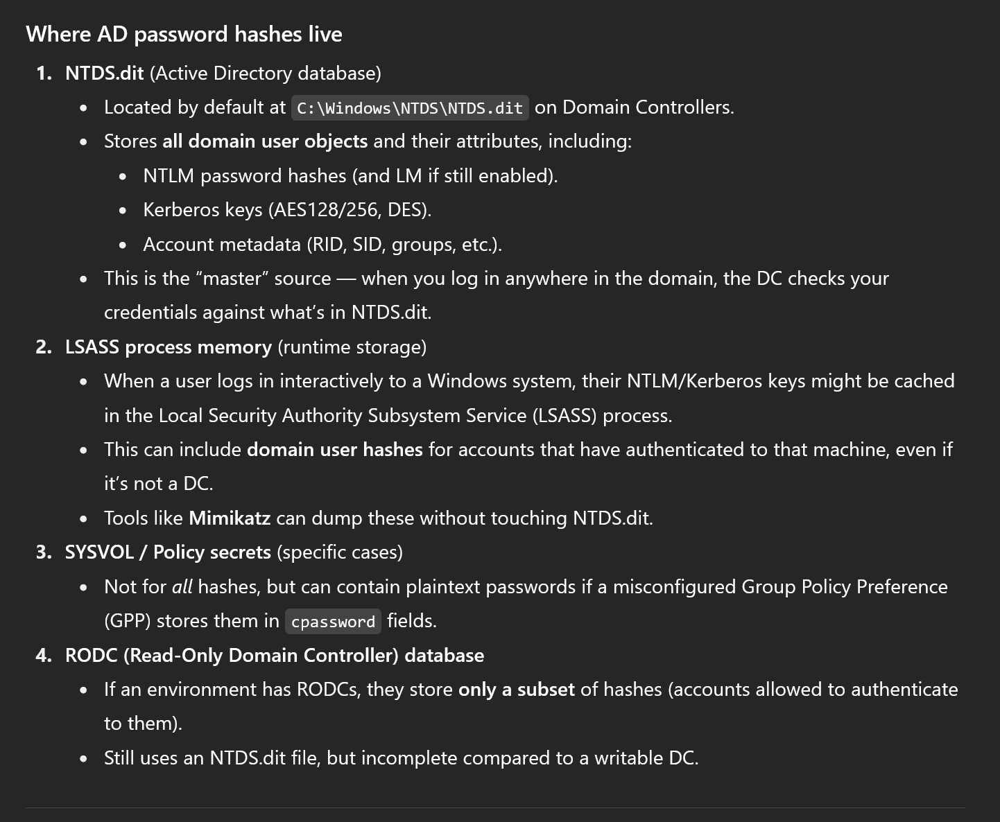 Where AD password hashes live
1. NTDS.dit (Active Directory database)
• Located by default at C:\Windows\NTDS\NTDS.dit on Domain Controllers.
• Stores all domain user objects and their attributes, including:
• NTLM password hashes (and LM if still enabled).
• Kerberos keys (AES128/256, DES).
• Account metadata (RID, SID, groups, etc.).
• This is the “master” source — when you log in anywhere in the domain, the DC checks your
credentials against what’s in NTDS.dit.
2. LSASS process memory (runtime storage)
• When a user logs in interactively to a Windows system, their NTLM/Kerberos keys might be cached
in the Local Security Authority Subsystem Service (LSASS) process.
• This can include domain user hashes for accounts that have authenticated to that machine, even if
it’s not a DC.
• Tools like Mimikatz can dump these without touching NTDS.dit.
3. SYSVOL / Policy secrets (specific cases)
• Not for all hashes, but can contain plaintext passwords if a misconfigured Group Policy Preference
(GPP) stores them in cpassword fields.
4. RODC (Read-Only Domain Controller) database
• If an environment has RODCs, they store only a subset of hashes (accounts allowed to authenticate
to them).
• Still uses an NTDS.dit file, but incomplete compared to a writable DC.